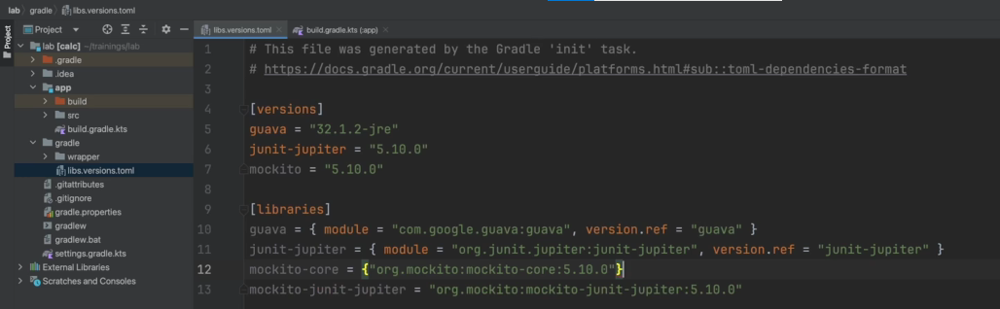 lab > gradle > libs.versions.toml
Project
Project
libs.versions.toml
build.gradle.kts (:app)
lab [calc] ~/trainings/lab
.gradle
.idea
app
build
src
build.gradle.kts
gradle
wrapper
libs.versions.toml
.gitattributes
.gitignore
gradle.properties
gradlew
gradlew.bat
settings.gradle.kts
External Libraries
Scratches and Consoles
1 # This file was generated by the Gradle 'init' task.
2 # https://docs.gradle.org/current/userguide/platforms.html#sub::toml-dependencies-format
3
4 [versions]
5 guava = "32.1.2-jre"
6 junit-jupiter = "5.10.0"
7 mockito = "5.10.0"
8
9 [libraries]
10 guava = { module = "com.google.guava:guava", version.ref = "guava" }
11 junit-jupiter = { module = "org.junit.jupiter:junit-jupiter", version.ref = "junit-jupiter" }
12 mockito-core = {"org.mockito:mockito-core:5.10.0"}
13 mockito-junit-jupiter = "org.mockito:mockito-junit-jupiter:5.10.0"